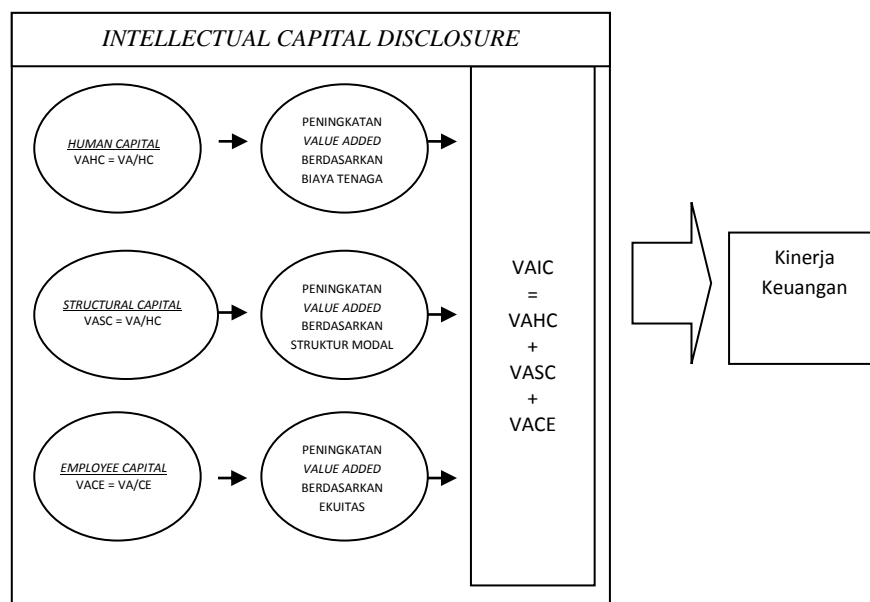 INTELLECTUAL CAPITAL DISCLOSURE
HUMAN CAPITAL
VAHC = VA/HC
PENINGKATAN
VALUE ADDED
BERDASARKAN
BIAYA TENAGA
STRUCTURAL CAPITAL
VASC = VA/HC
PENINGKATAN
VALUE ADDED
BERDASARKAN
STRUKTUR MODAL
EMPLOYEE CAPITAL
VACE = VA/CE
PENINGKATAN
VALUE ADDED
BERDASARKAN
EKUITAS
VAIC
=
VAHC
+
VASC
+
VACE
Kinerja
Keuangan